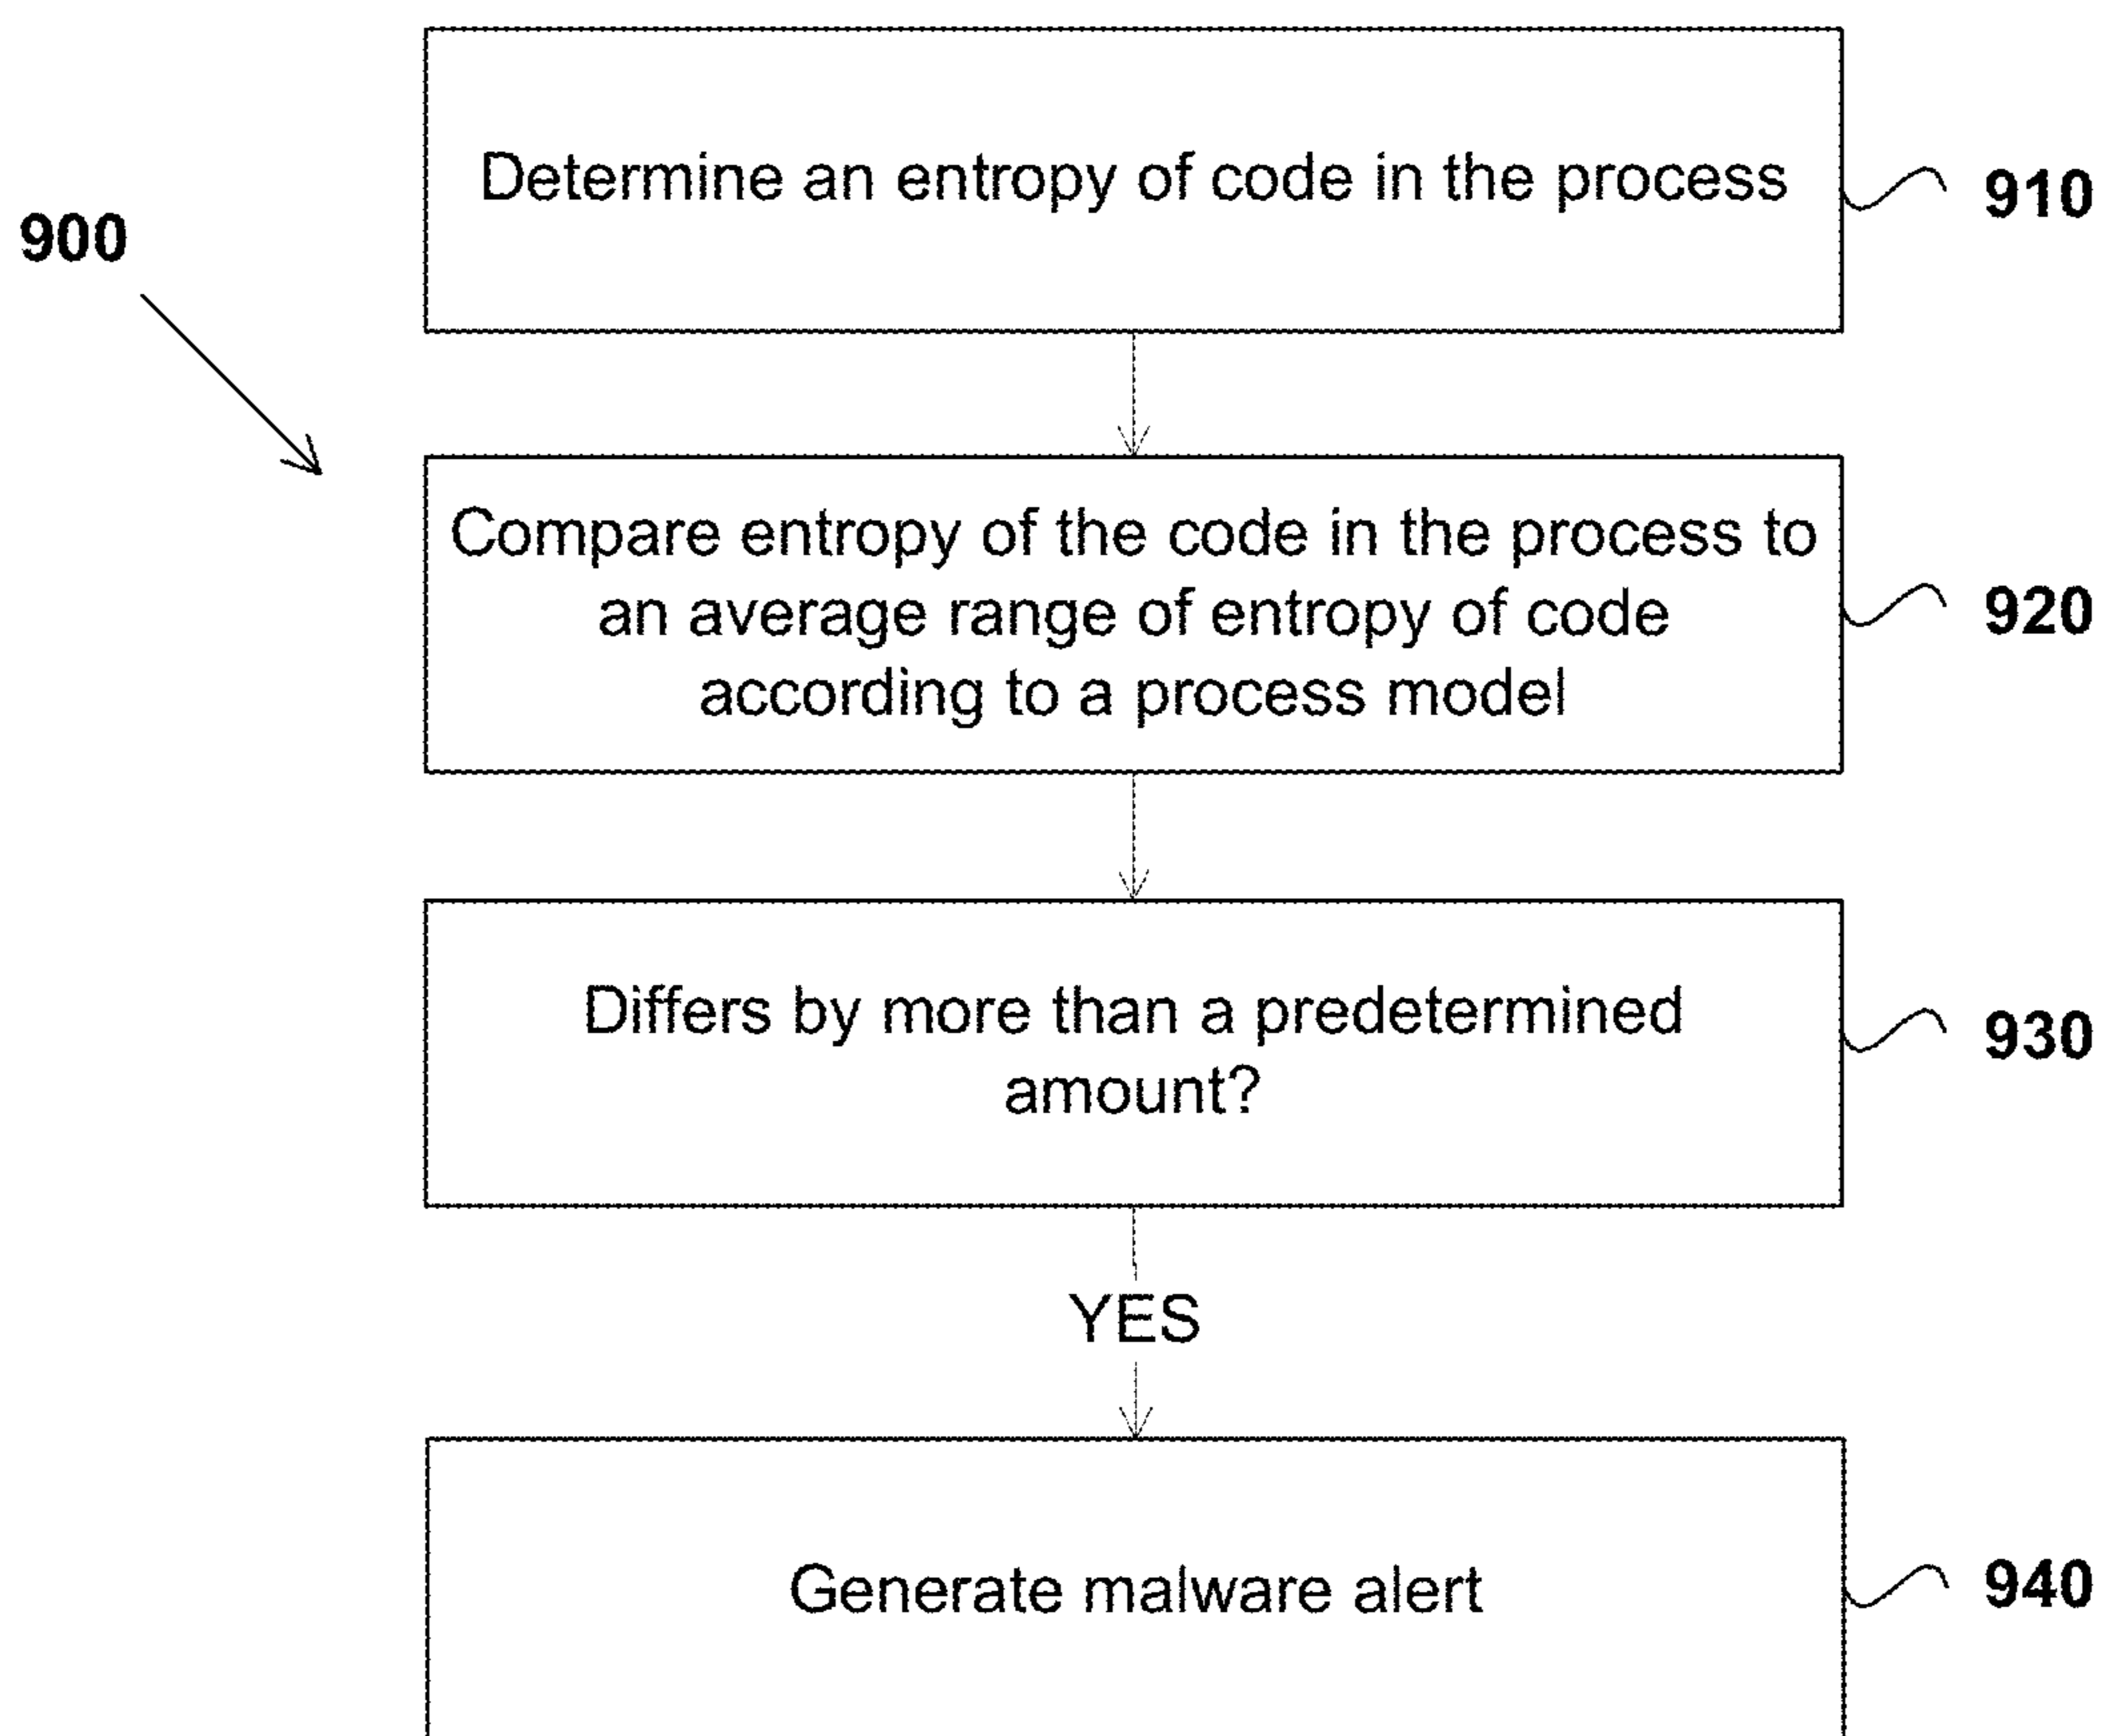 Determine an entropy of code in the process
910
900
Compare entropy of the code in the process to
an average range of entropy of code
according to a process model
920
Differs by more than a predetermined
amount?
930
YES
Generate malware alert
940